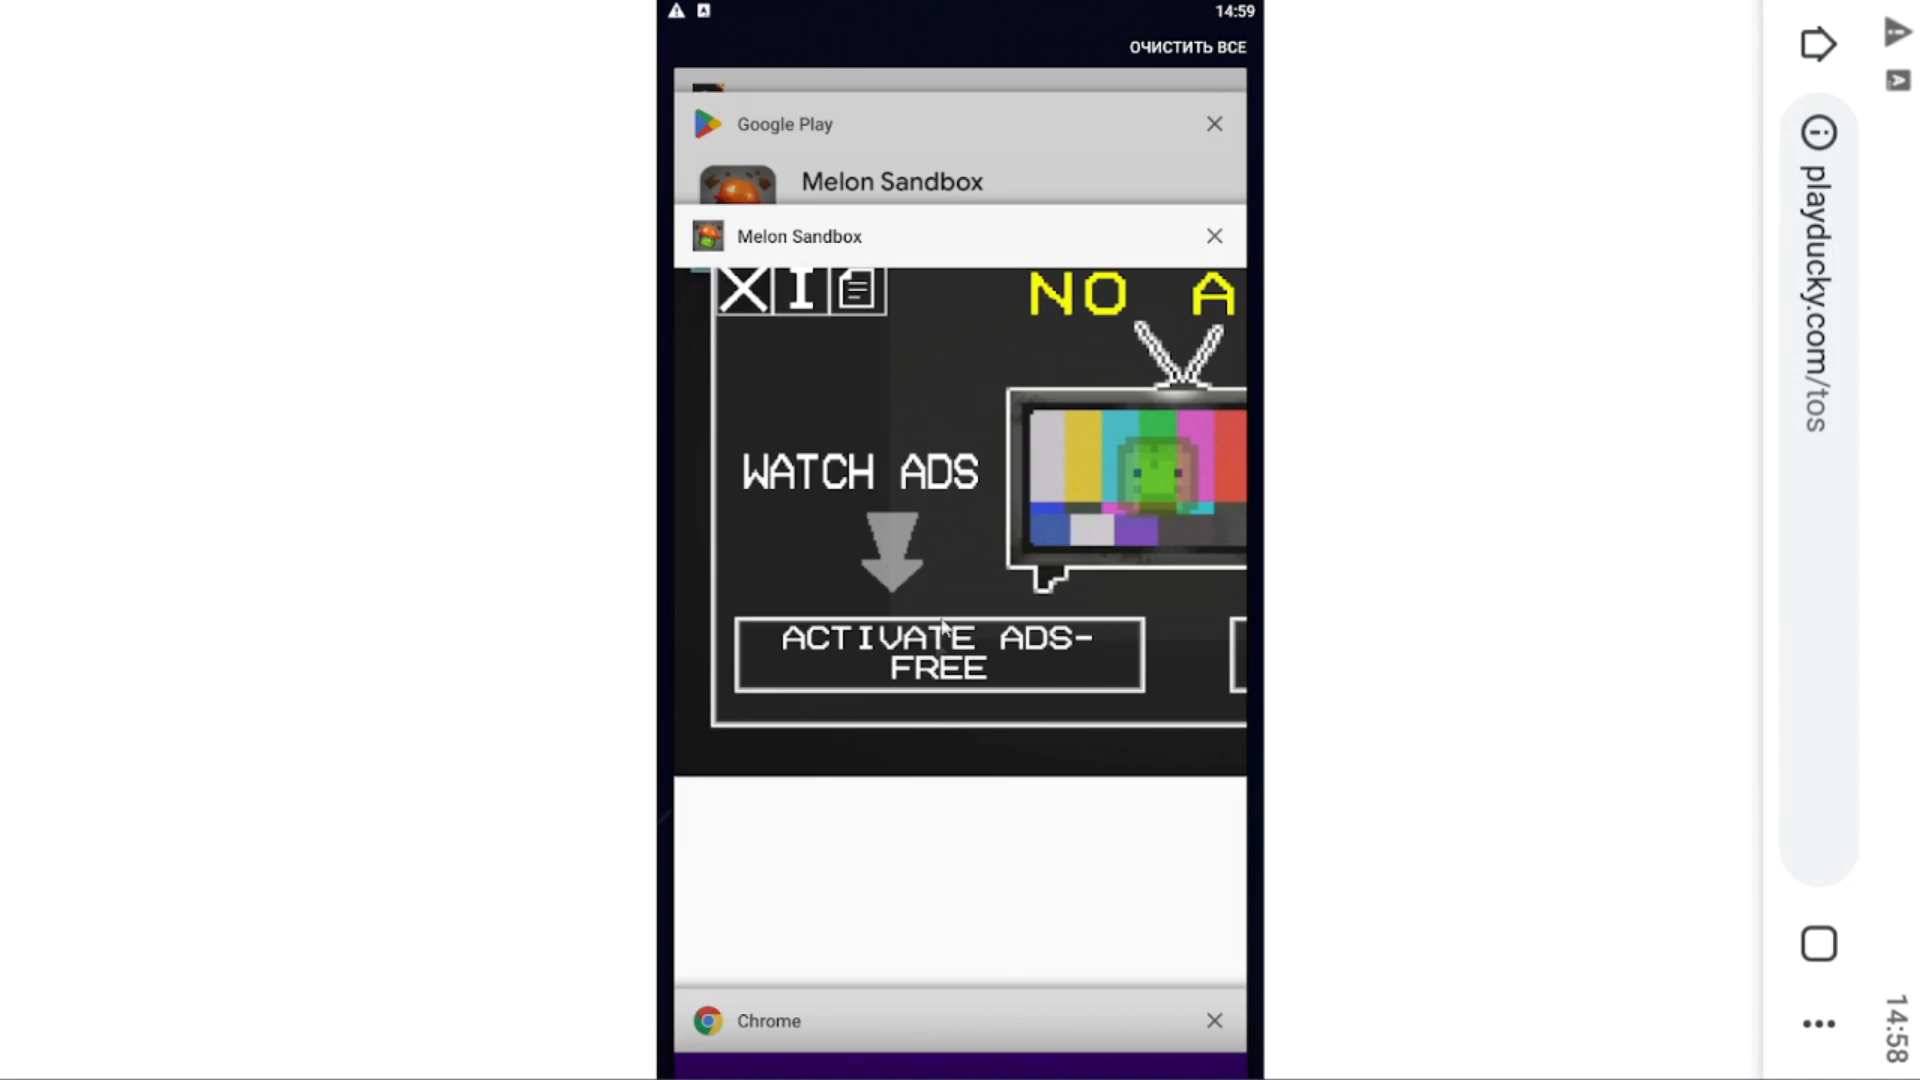 14:59
ОЧИСТИТЬ ВСЕ
Google Play
Melon Sandbox
Melon Sandbox
NO A
WATCH ADS
ACTIVATE ADS-
FREE
Chrome
playducky.com/tos
14:58